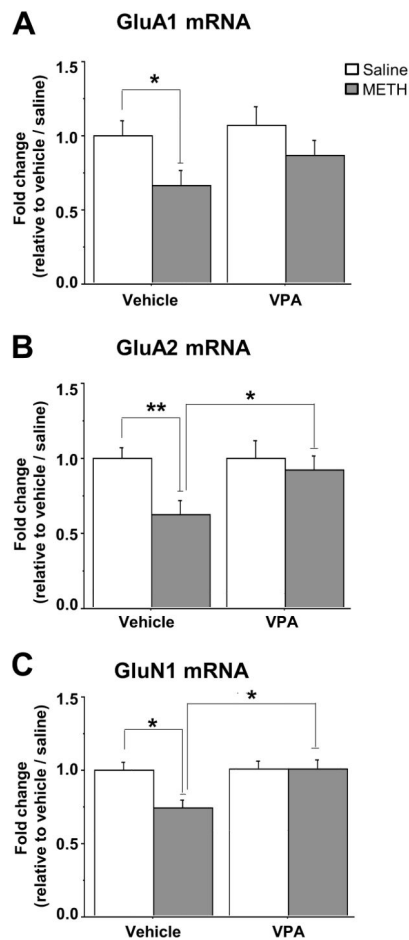 A
GluA1 mRNA
Saline
METH
Fold change
(relative to vehicle / saline)
1.5
1.0
0.5
0.0
*
Vehicle
VPA
B
GluA2 mRNA
Fold change
(relative to vehicle / saline)
1.5
1.0
0.5
0.0
**
*
Vehicle
VPA
C
GluN1 mRNA
Fold change
(relative to vehicle / saline)
1.5
1.0
0.5
0.0
*
*
Vehicle
VPA